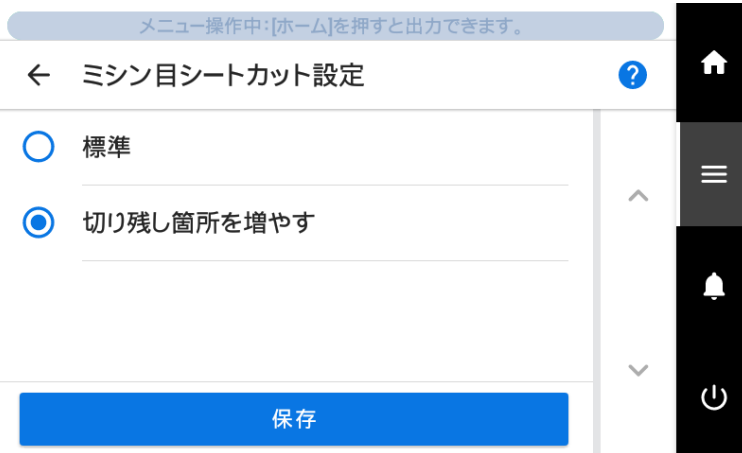 メニュー操作中:[ホーム]を押すと出力できます。
ミシン目シートカット設定
?
標準
切り残し箇所を増やす
保存